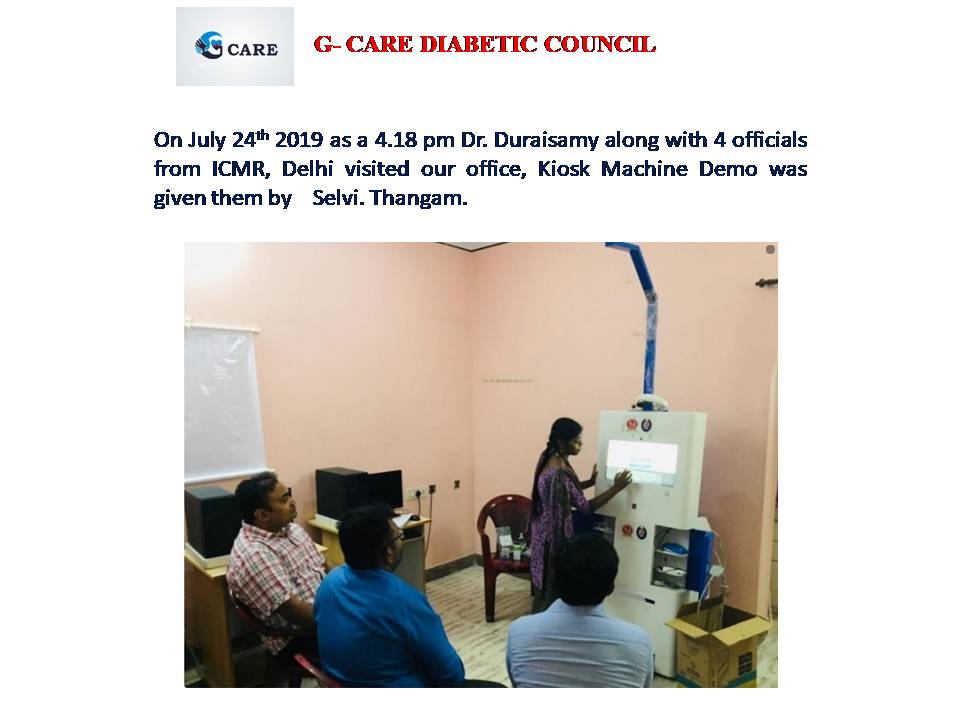 CARE
G- CARE DIABETIC COUNCIL
On July 24th 2019 as a 4.18 pm Dr. Duraisamy along with 4 officials
from ICMR, Delhi visited our office, Kiosk Machine Demo was
given them by Selvi. Thangam.